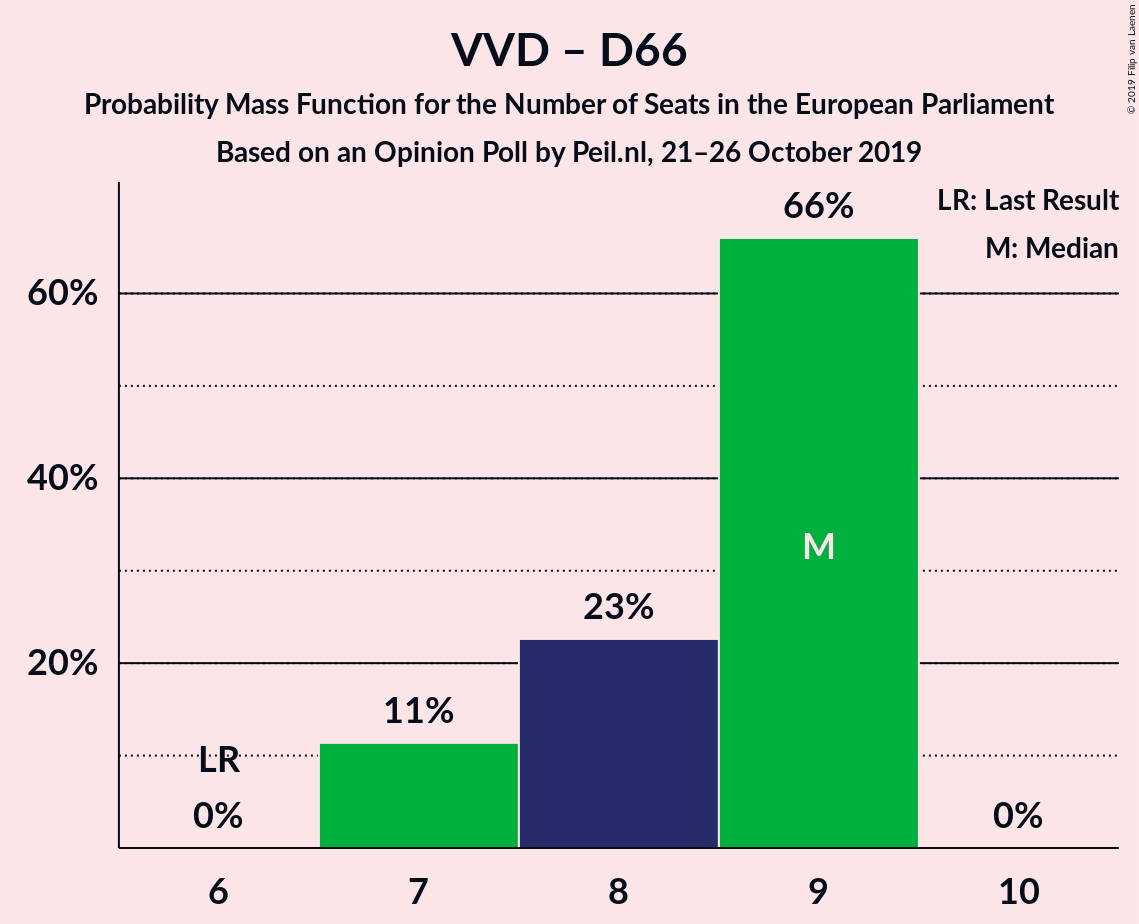 VVD – D66
Probability Mass Function for the Number of Seats in the European Parliament
Based on an Opinion Poll by Peil.nl, 21–26 October 2019
© 2019 Filip van Laenen
LR: Last Result
M: Median
66%
60%
40%
M
23%
20%
11%
LR
0%
0%
6 7 8 9 10